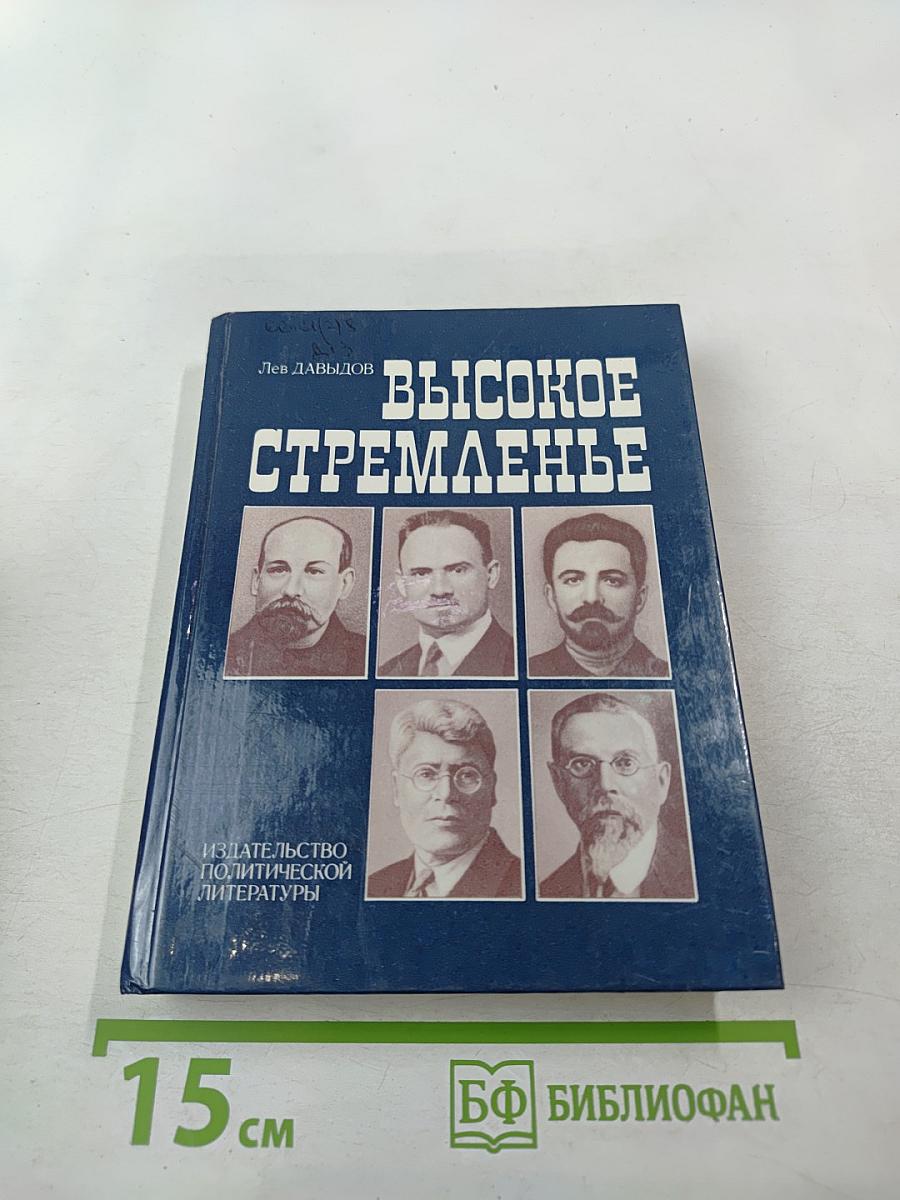 Лев ДАВЫДОВ
ВЫСОКОЕ
СТРЕМЛЕНЬЕ
ИЗДАТЕЛЬСТВО
ПОЛИТИЧЕСКОЙ
ЛИТЕРАТУРЫ
15 см
БФ БИБЛИОФАН